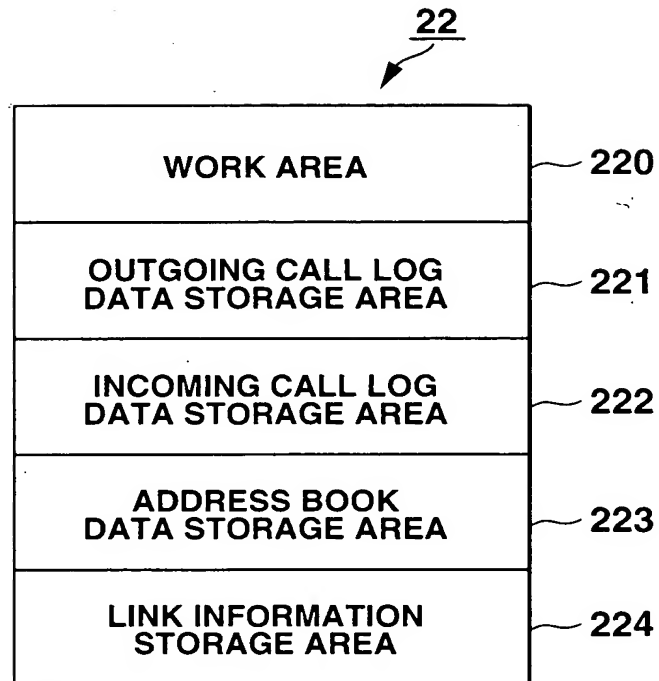 22
WORK AREA
220
OUTGOING CALL LOG
DATA STORAGE AREA
221
INCOMING CALL LOG
DATA STORAGE AREA
222
ADDRESS BOOK
DATA STORAGE AREA
223
LINK INFORMATION
STORAGE AREA
224